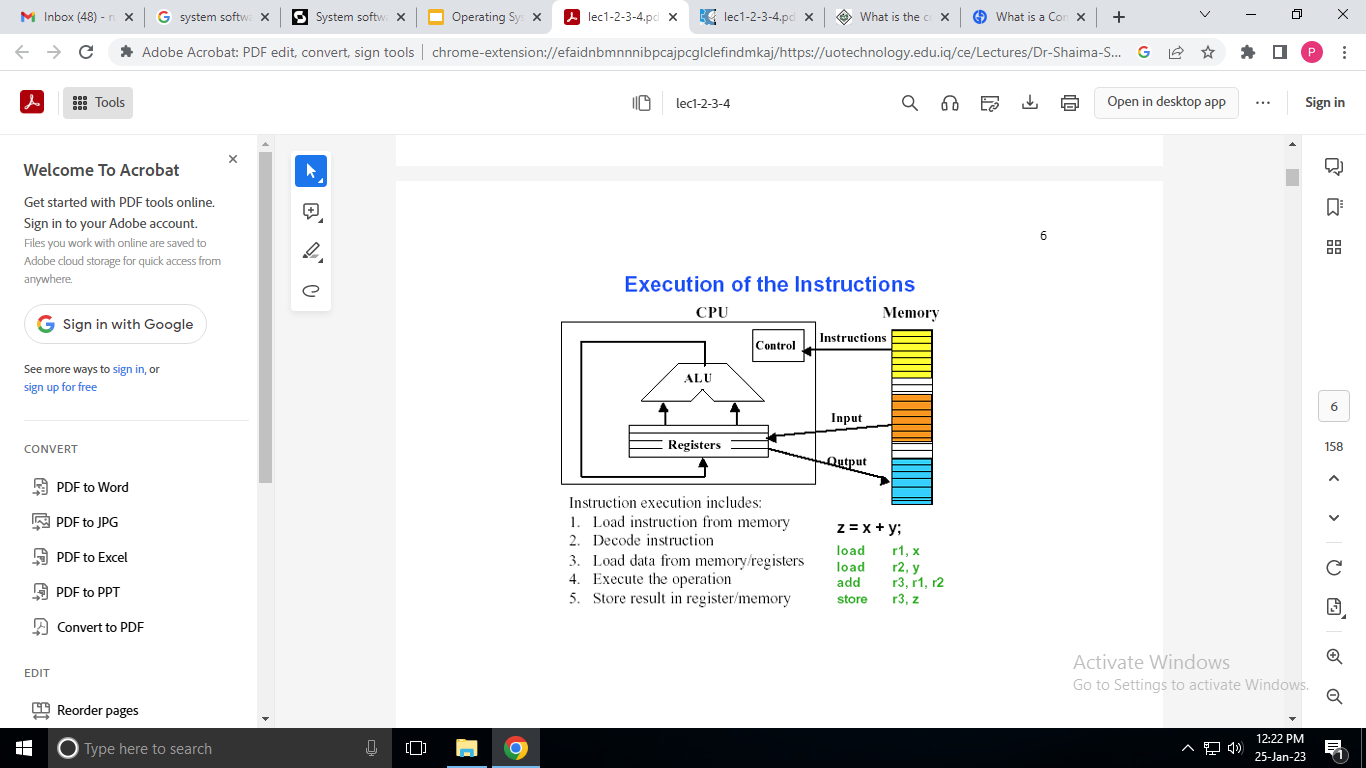 Inbox (48) - n
system softwa
System softw
Operating Sys
lec1-2-3-4.pd
lec1-2-3-4.pd
What is the c
What is a Con
Adobe Acrobat: PDF edit, convert, sign tools
chrome-extension://efaidnbmnnnibpcajpcglclefindmkaj/https://uotechnology.edu.iq/ce/Lectures/Dr-Shaima-S...
P
Tools
lec1-2-3-4
Open in desktop app
Sign in
Welcome To Acrobat
Get started with PDF tools online.
Sign in to your Adobe account.
Files you work with online are saved to
Adobe cloud storage for quick access from
anywhere.
Sign in with Google
See more ways to sign in, or
sign up for free
CONVERT
PDF to Word
PDF to JPG
PDF to Excel
PDF to PPT
Convert to PDF
EDIT
Reorder pages
6
Execution of the Instructions
CPU
Memory
Control
Instructions
ALU
Input
Registers
Output
Instruction execution includes:
1. Load instruction from memory
2. Decode instruction
3. Load data from memory/registers
4. Execute the operation
5. Store result in register/memory
z = x + y;
load r1, x
load r2, y
add r3, r1, r2
store r3, z
6
158
Activate Windows
Go to Settings to activate Windows.
Type here to search
12:22 PM
25-Jan-23
1